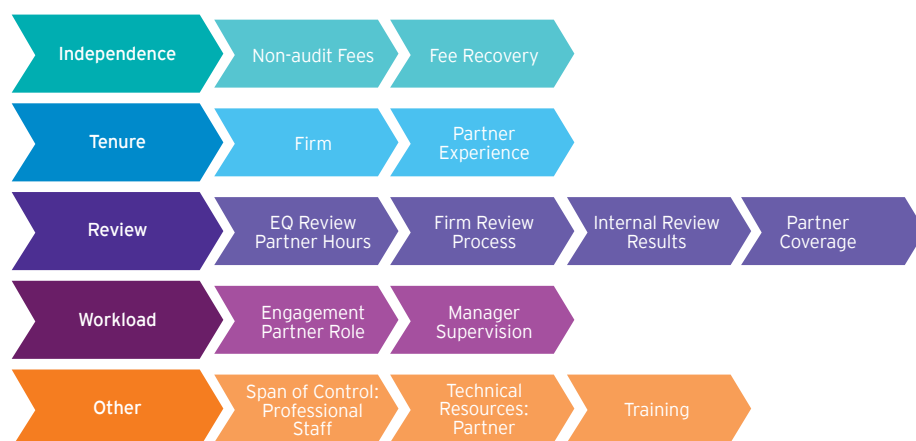 Independence
Non-audit Fees
Fee Recovery
Tenure
Firm
Partner
Experience
Review
EQ Review
Partner Hours
Firm Review
Process
Internal Review
Results
Partner
Coverage
Workload
Engagement
Partner Role
Manager
Supervision
Other
Span of Control:
Professional
Staff
Technical
Resources:
Partner
Training